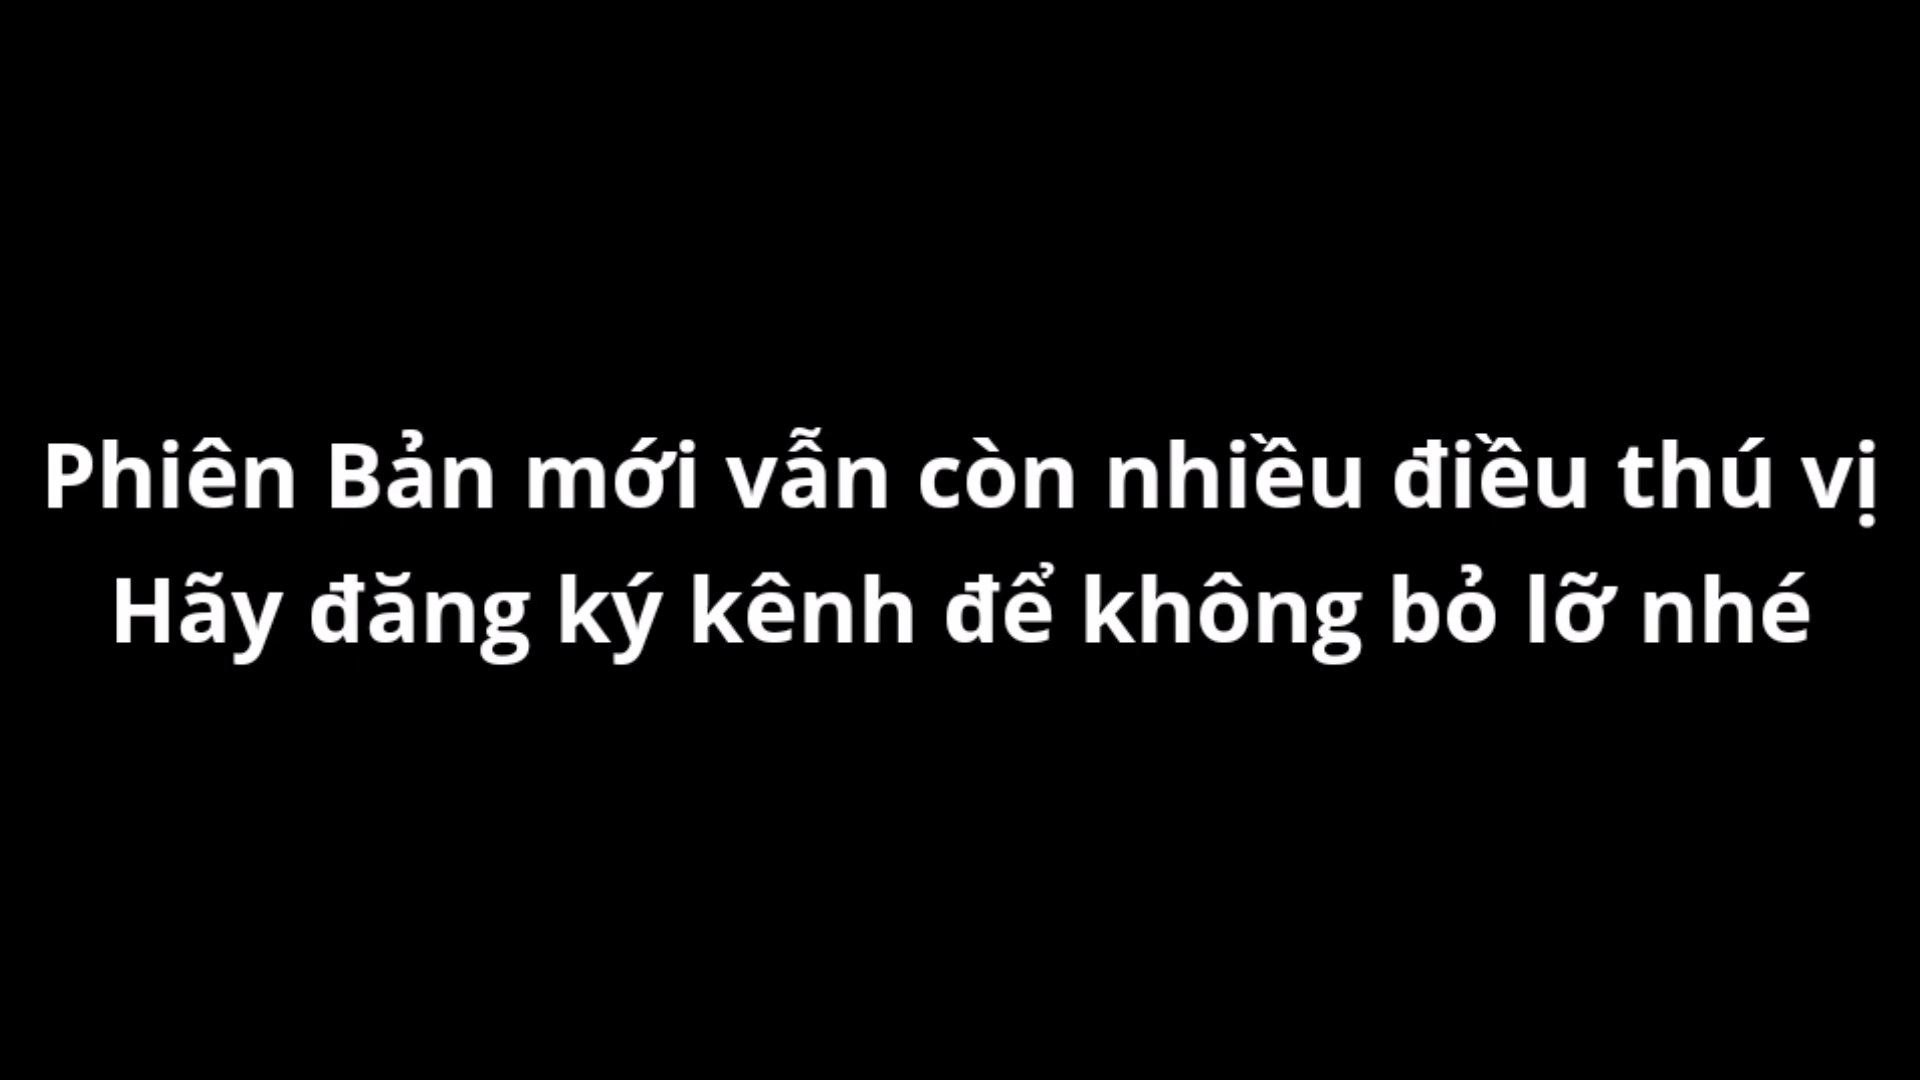 Phiên Bản mới vẫn còn nhiều điều thú vị
Hãy đăng ký kênh để không bỏ lỡ nhé